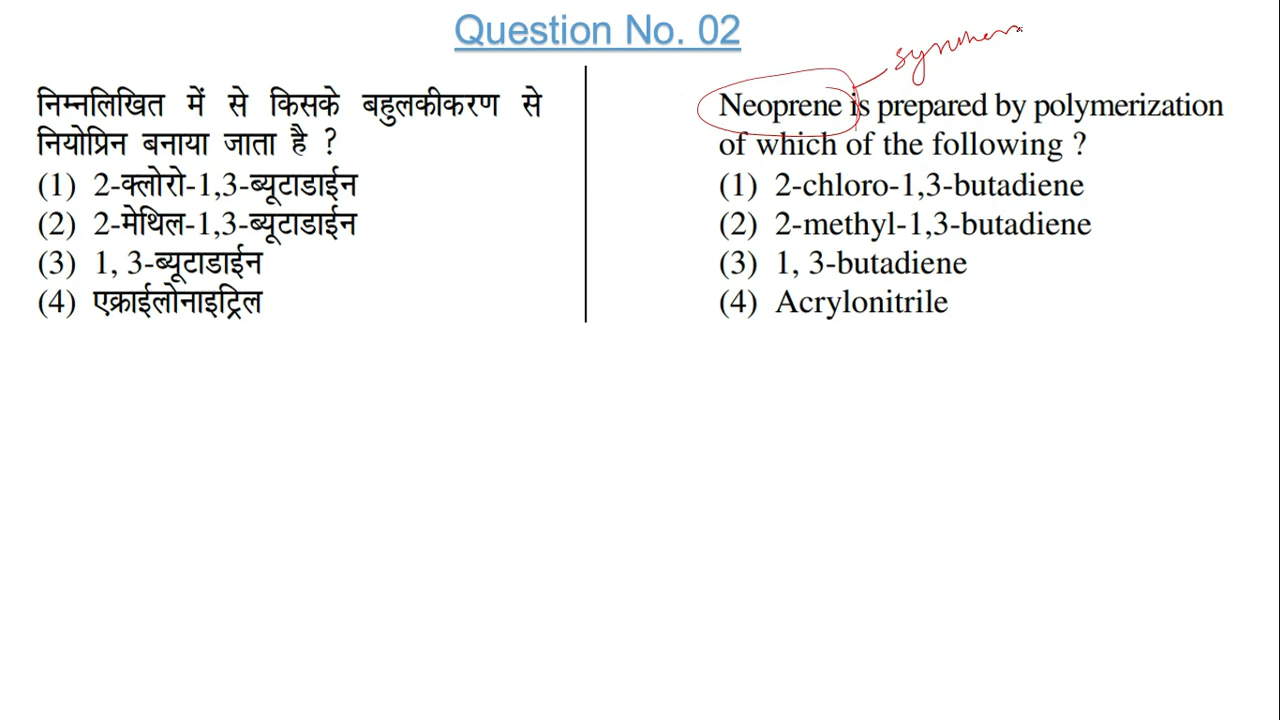 Question No. 02
निम्नलिखित में से किसके बहुलकीकरण से
नियोप्रिन बनाया जाता है ?
(1) 2-क्लोरो-1,3-ब्यूटाडाईन
(2) 2-मेथिल-1,3-ब्यूटाडाईन
(3) 1, 3-ब्यूटाडाईन
(4) एक्राईलोनाइट्रिल
Neoprene is prepared by polymerization
of which of the following ?
(1) 2-chloro-1,3-butadiene
(2) 2-methyl-1,3-butadiene
(3) 1, 3-butadiene
(4) Acrylonitrile